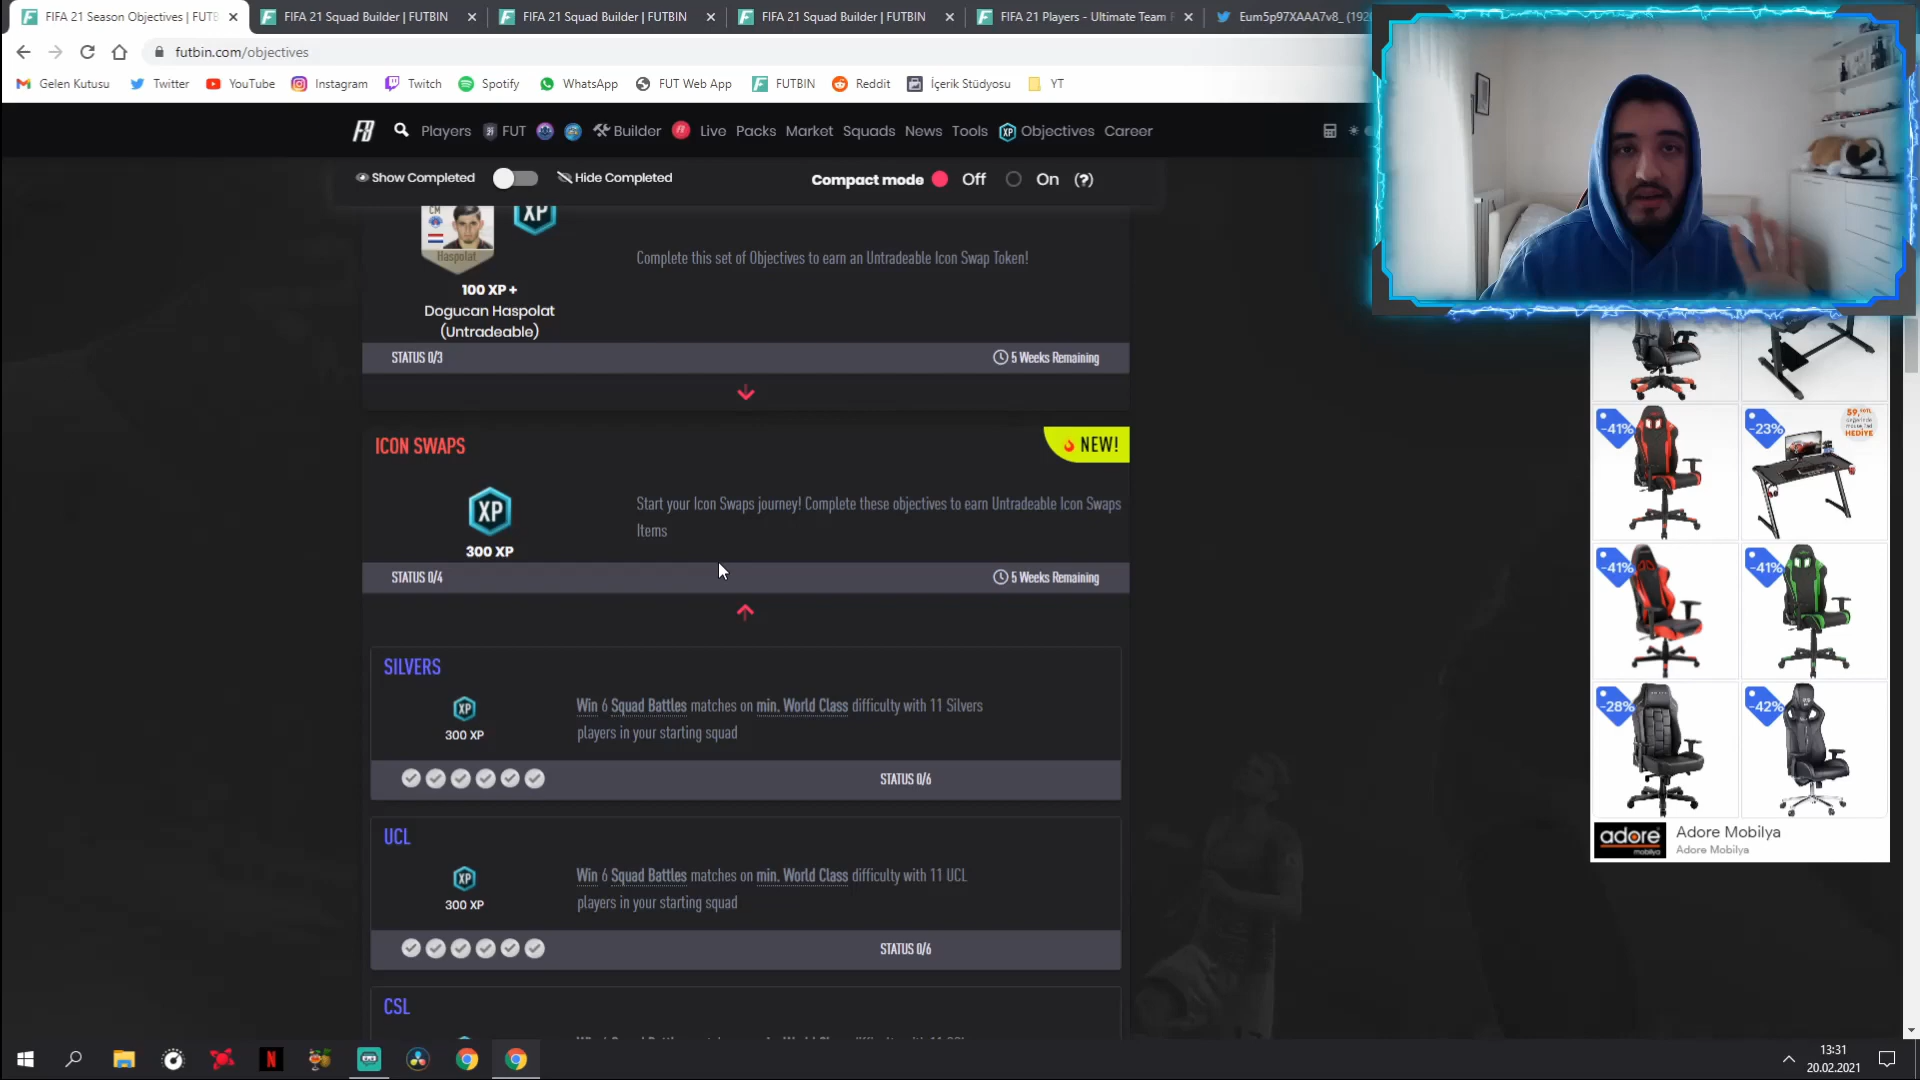 FIFA 21 Season Objectives | FUTB
FIFA 21 Squad Builder | FUTBIN
FIFA 21 Squad Builder | FUTBIN
FIFA 21 Squad Builder | FUTBIN
FIFA 21 Players - Ultimate Team
Eum5p97XAAA7v8_ (192
futbin.com/objectives
Gelen Kutusu
Twitter
YouTube
Instagram
Twitch
Spotify
WhatsApp
FUT Web App
FUTBIN
Reddit
İçerik Stüdyosu
YT
FB
Players
FUT
Builder
Live
Packs
Market
Squads
News
Tools
XP Objectives
Career
Show Completed
Hide Completed
Compact mode
Off
On
(?)
CM
XP
Haspolat
Complete this set of Objectives to earn an Untradeable Icon Swap Token!
100 XP +
Dogucan Haspolat
(Untradeable)
STATUS 0/3
5 Weeks Remaining
ICON SWAPS
NEW!
XP
300 XP
Start your Icon Swaps journey! Complete these objectives to earn Untradeable Icon Swaps
Items
STATUS 0/4
5 Weeks Remaining
SILVERS
XP
300 XP
Win 6 Squad Battles matches on min. World Class difficulty with 11 Silvers
players in your starting squad
STATUS 0/6
UCL
XP
300 XP
Win 6 Squad Battles matches on min. World Class difficulty with 11 UCL
players in your starting squad
STATUS 0/6
CSL
-41%
-23%
HEDİYE
-41%
-41%
-28%
-42%
adore
mobilya
Adore Mobilya
Adore Mobilya
N
13:31
20.02.2021